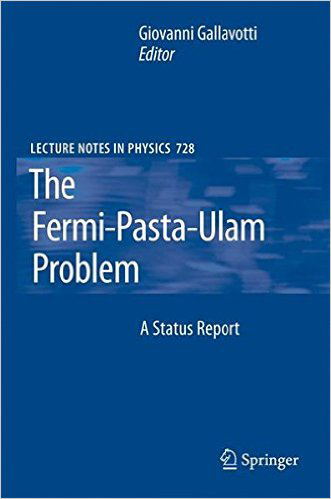 Giovanni Gallavotti
Editor
LECTURE NOTES IN PHYSICS 728
The
Fermi-Pasta-Ulam
Problem
A Status Report
Springer